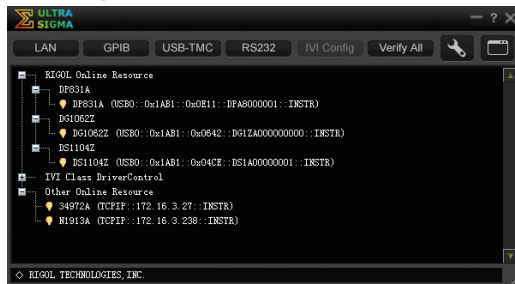 ULTRA
SIGMA
LAN GPIB USB-TMC RS232 IVI Config Verify All
RIGOL Online Resource
DP831A
DP831A (USB0::0x1AB1::0x0E11::DPA8000001::INSTR)
DG1062Z
DG1062Z (USB0::0x1AB1::0x0642::DG1ZA000000000::INSTR)
DS1104Z
DS1104Z (USB0::0x1AB1::0x04CE::DS1A00000001::INSTR)
IVI Class DriverControl
Other Online Resource
34972A (TCPIP::172.16.3.27::INSTR)
N1913A (TCPIP::172.16.3.238::INSTR)
RIGOL TECHNOLOGIES, INC.